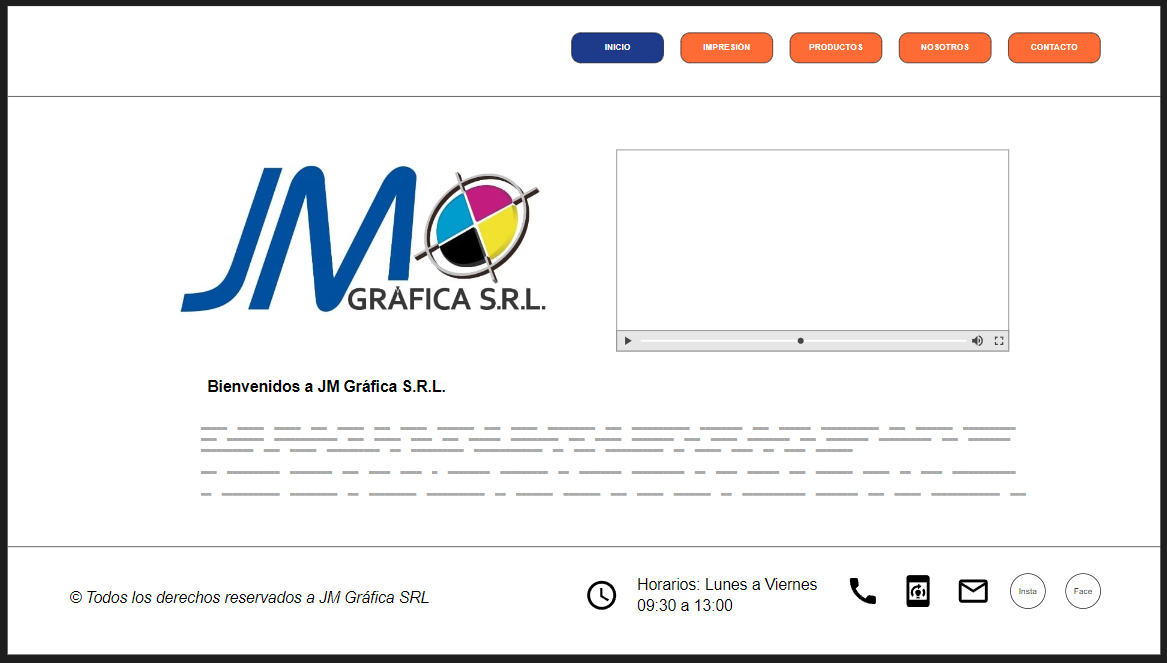 INICIO
IMPRESIÓN
PRODUCTOS
NOSOTROS
CONTACTO
JM
GRÁFICA S.R.L.
Bienvenidos a JM Gráfica S.R.L.
© Todos los derechos reservados a JM Gráfica SRL
Horarios: Lunes a Viernes
09:30 a 13:00
Insta
Face